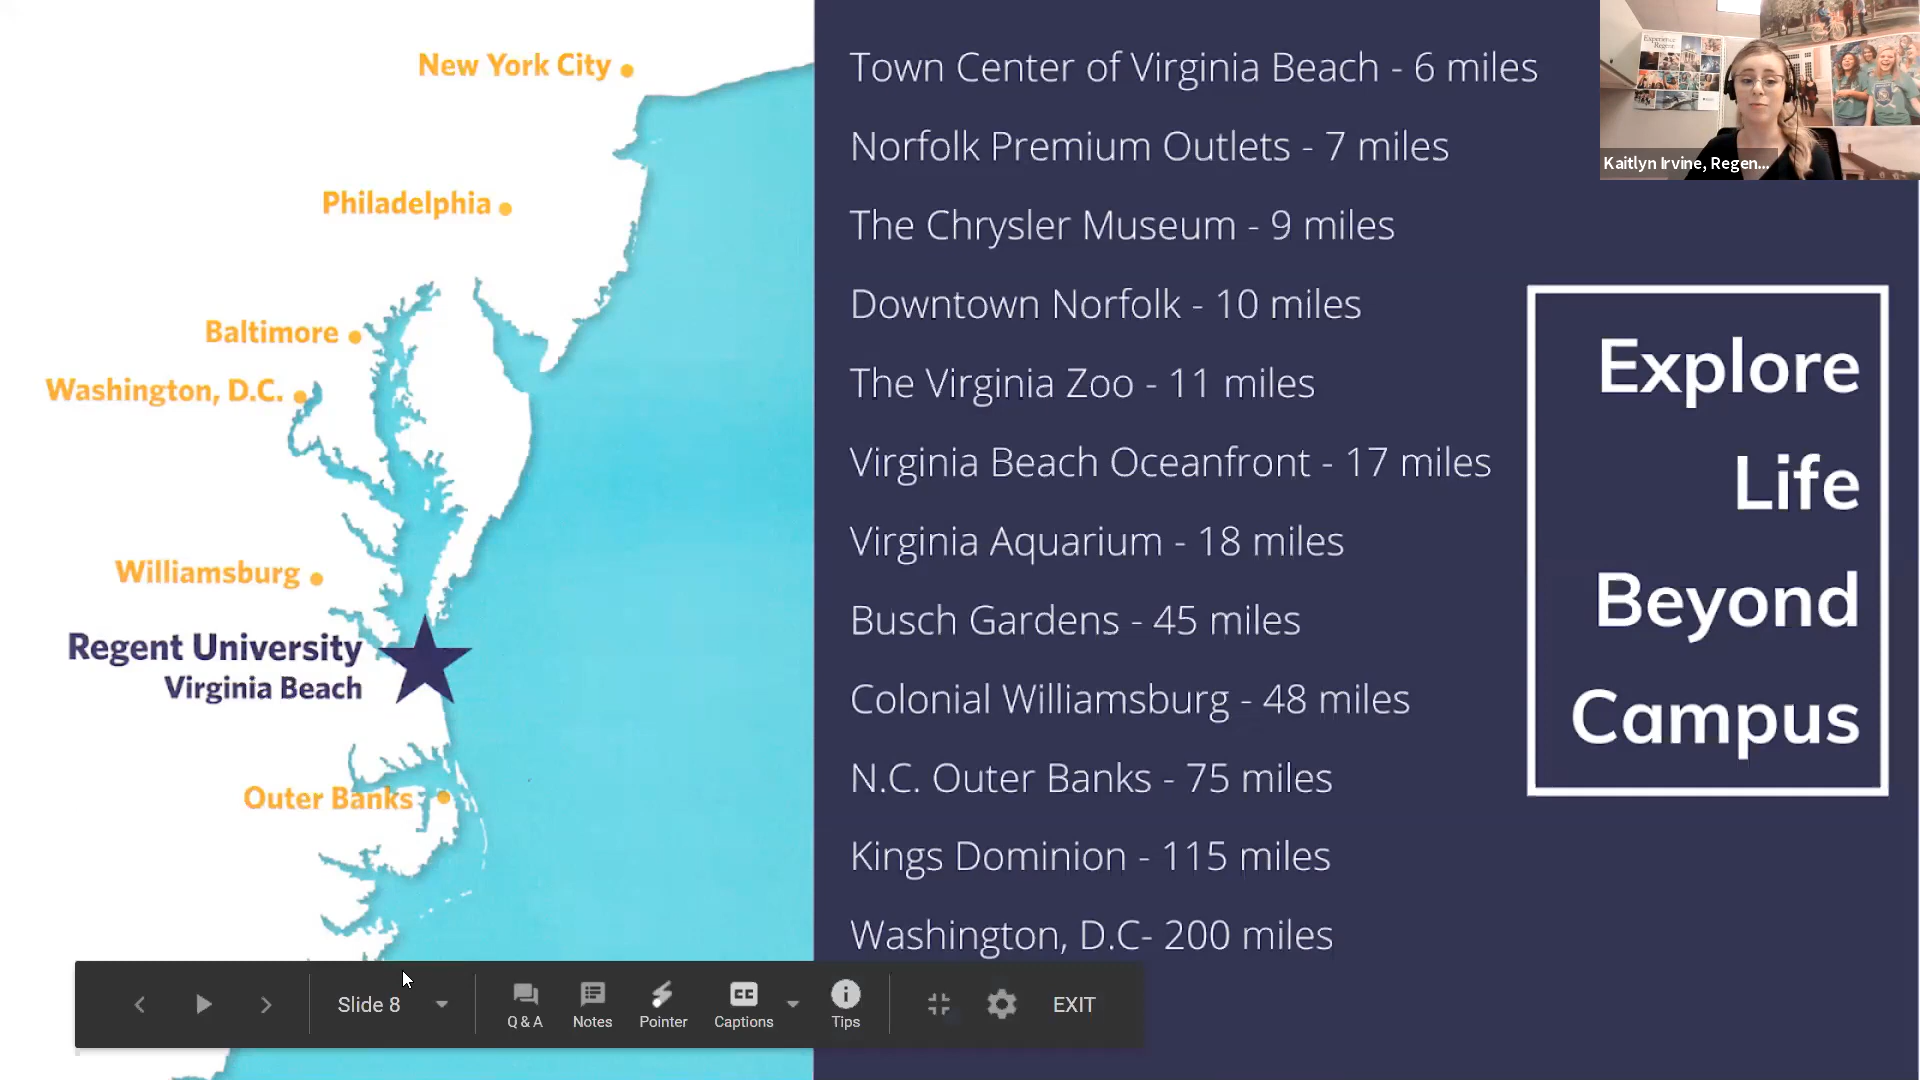 New York City
Philadelphia
Baltimore
Washington, D.C.
Williamsburg
Regent University
Virginia Beach
Outer Banks
Town Center of Virginia Beach - 6 miles
Norfolk Premium Outlets - 7 miles
The Chrysler Museum - 9 miles
Downtown Norfolk - 10 miles
The Virginia Zoo - 11 miles
Virginia Beach Oceanfront - 17 miles
Virginia Aquarium - 18 miles
Busch Gardens - 45 miles
Colonial Williamsburg - 48 miles
N.C. Outer Banks - 75 miles
Kings Dominion - 115 miles
Washington, D.C- 200 miles
Explore
Life
Beyond
Campus
Experience
Regent
Kaitlyn Irvine, Regen...
Slide 8
Q & A
Notes
Pointer
CC
Captions
Tips
EXIT